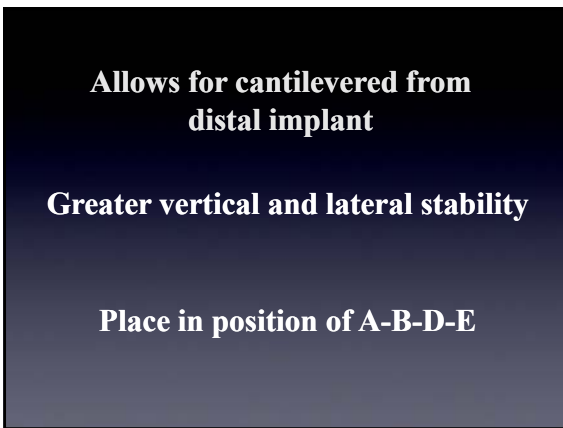 Allows for cantilevered from
distal implant
Greater vertical and lateral stability
Place in position of A-B-D-E